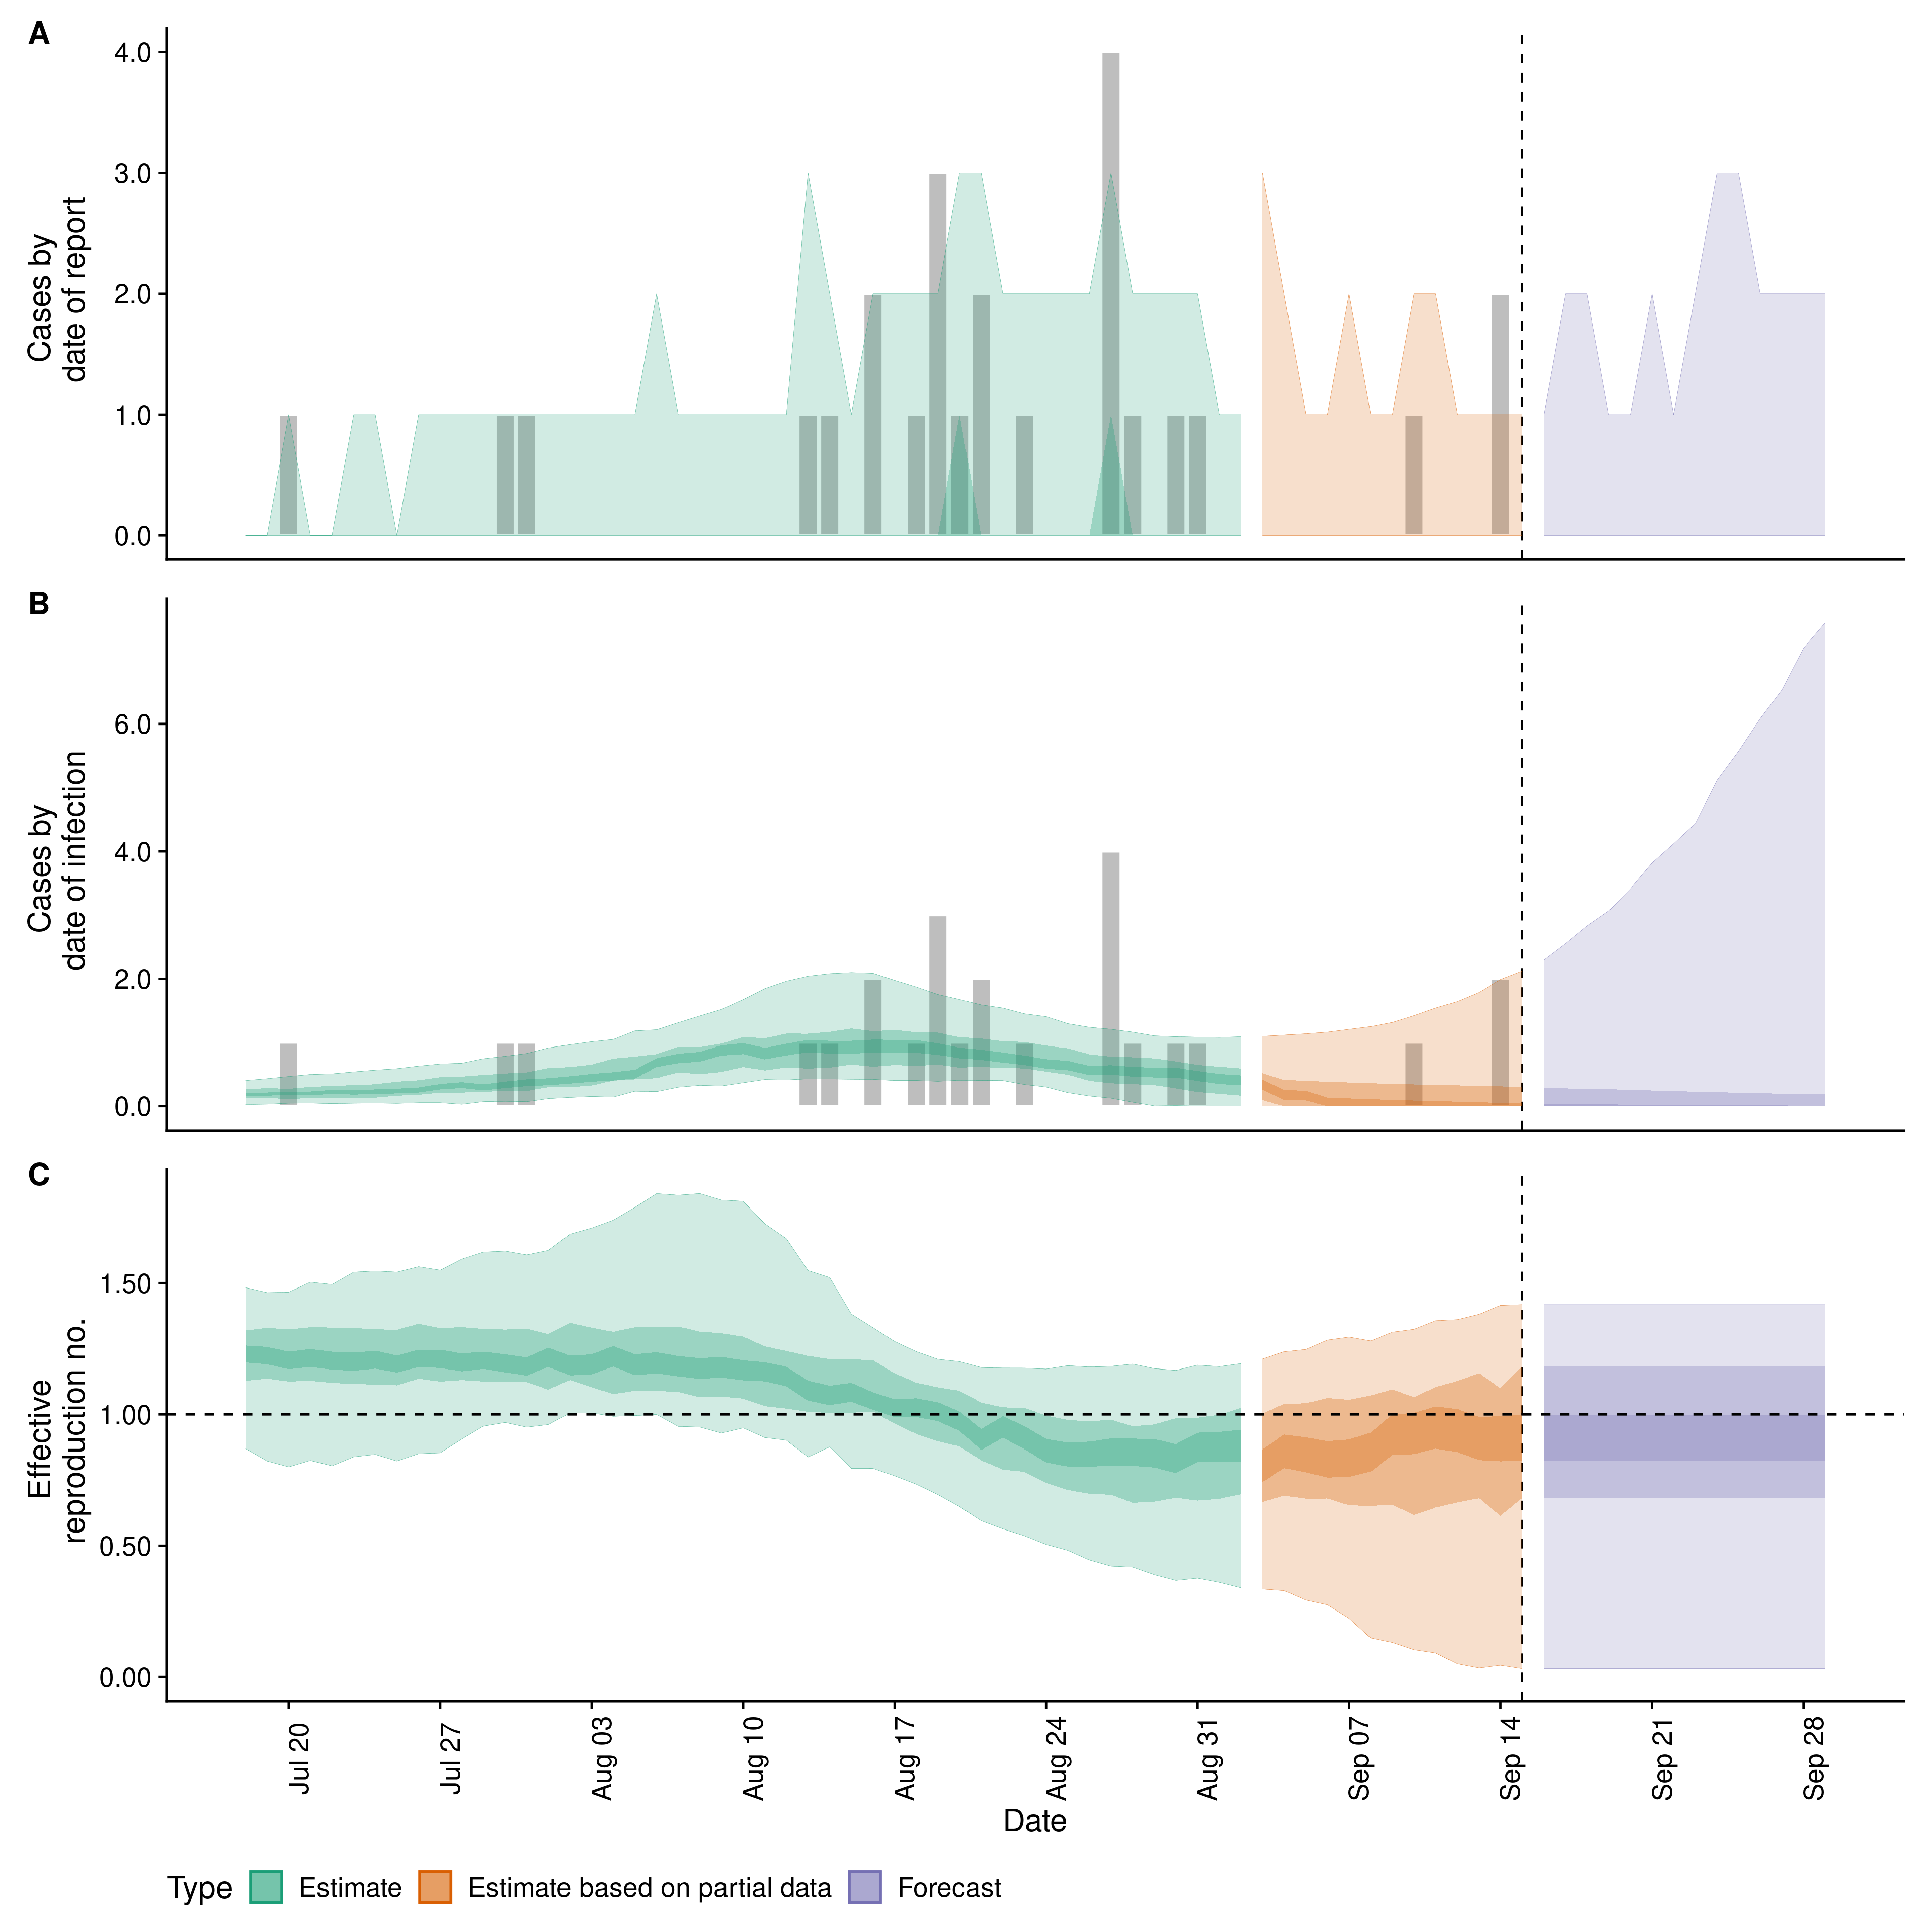 A
Cases by
date of report
4.0
3.0
2.0
1.0
0.0
B
Cases by
date of infection
6.0
4.0
2.0
0.0
C
Effective
reproduction no.
1.50
1.00
0.50
0.00
Jul 20
Jul 27
Aug 03
Aug 10
Aug 17
Aug 24
Aug 31
Sep 07
Sep 14
Sep 21
Sep 28
Date
Type
Estimate
Estimate based on partial data
Forecast